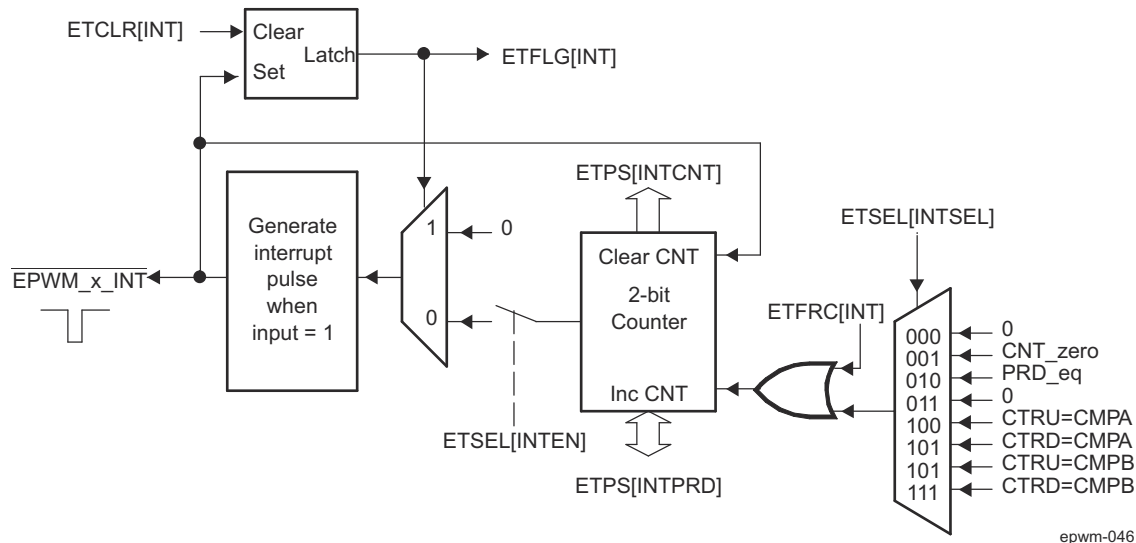 ETCLR[INT]
Clear
Latch
Set
ETFLG[INT]
ETPS[INTCNT]
ETSEL[INTSEL]
Generate
interrupt
pulse
when
input = 1
1
0
0
Clear CNT
2-bit
Counter
Inc CNT
ETFRC[INT]
EPWM_x_INT
ETSEL[INTEN]
ETPS[INTPRD]
000
001
010
011
100
101
101
111
0
CNT_zero
PRD_eq
0
CTRU=CMPA
CTRD=CMPA
CTRU=CMPB
CTRD=CMPB
epwm-046